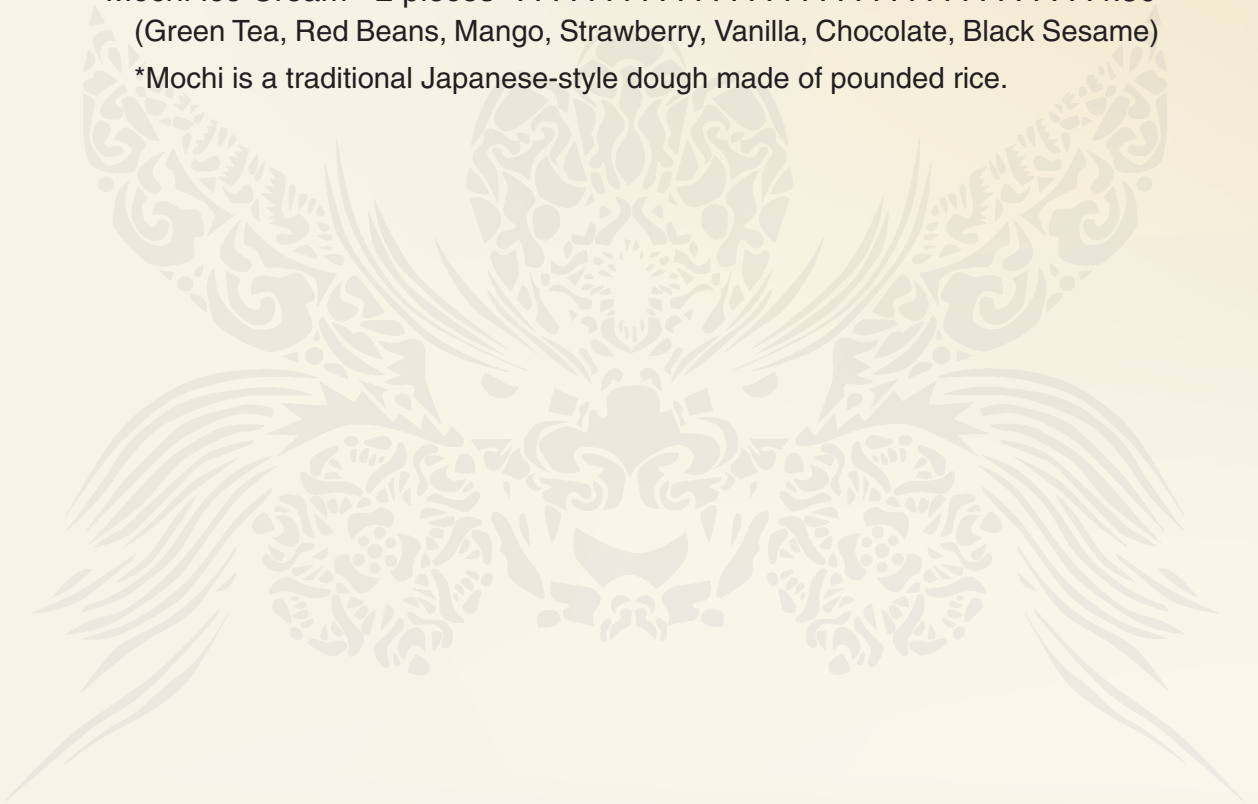 (Green Tea, Red Beans, Mango, Strawberry, Vanilla, Chocolate, Black Sesame)
*Mochi is a traditional Japanese-style dough made of pounded rice.